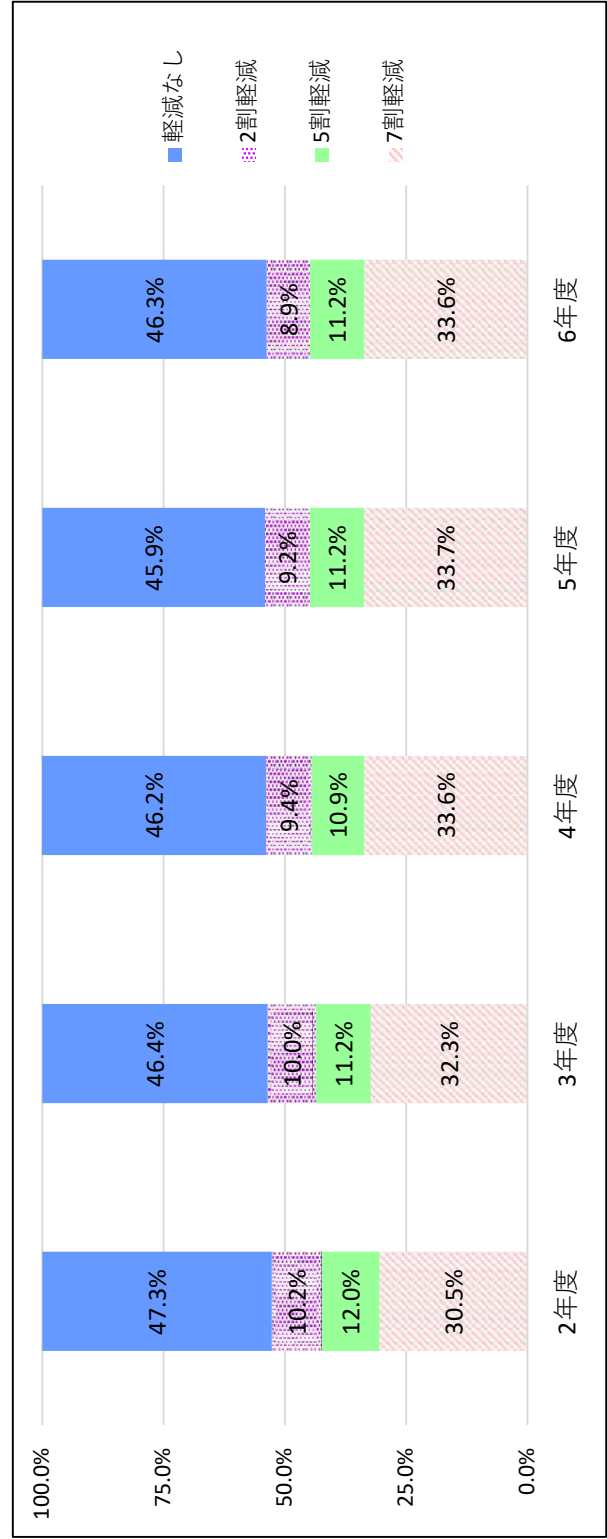 100.0%
75.0%
50.0%
25.0%
0.0%
47.3%
10.2%
12.0%
30.5%
2年度
46.4%
10.0%
11.2%
32.3%
3年度
46.2%
9.4%
10.9%
33.6%
4年度
45.9%
9.2%
11.2%
33.7%
5年度
46.3%
8.9%
11.2%
33.6%
6年度
軽減なし
2割軽減
5割軽減
7割軽減